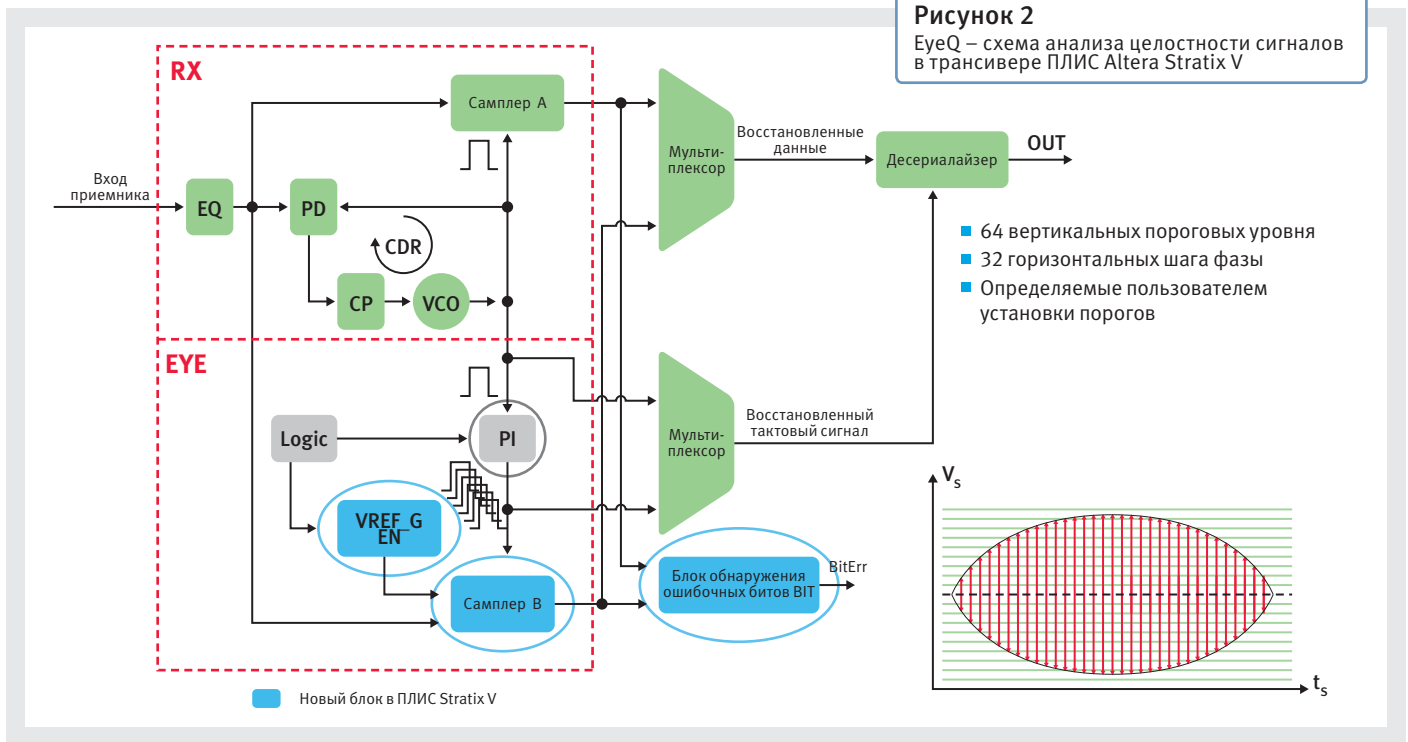 Рисунок 2
EyeQ – схема анализа целостности сигналов
в трансивере ПЛИС Altera Stratix V
RX
Самплер A
Вход
приемника
EQ
PD
CDR
CP
VCO
Мульти-
плексор
Восстановленные
данные
Десериалайзер
OUT
64 вертикальных пороговых уровня
32 горизонтальных шага фазы
Определяемые пользователем
установки порогов
EYE
Logic
PI
VREF_G
EN
Самплер B
Мульти-
плексор
Восстановленный
тактовый сигнал
Блок обнаружения
ошибочных битов BIT
BitErr
Vs
ts
Новый блок в ПЛИС Stratix V